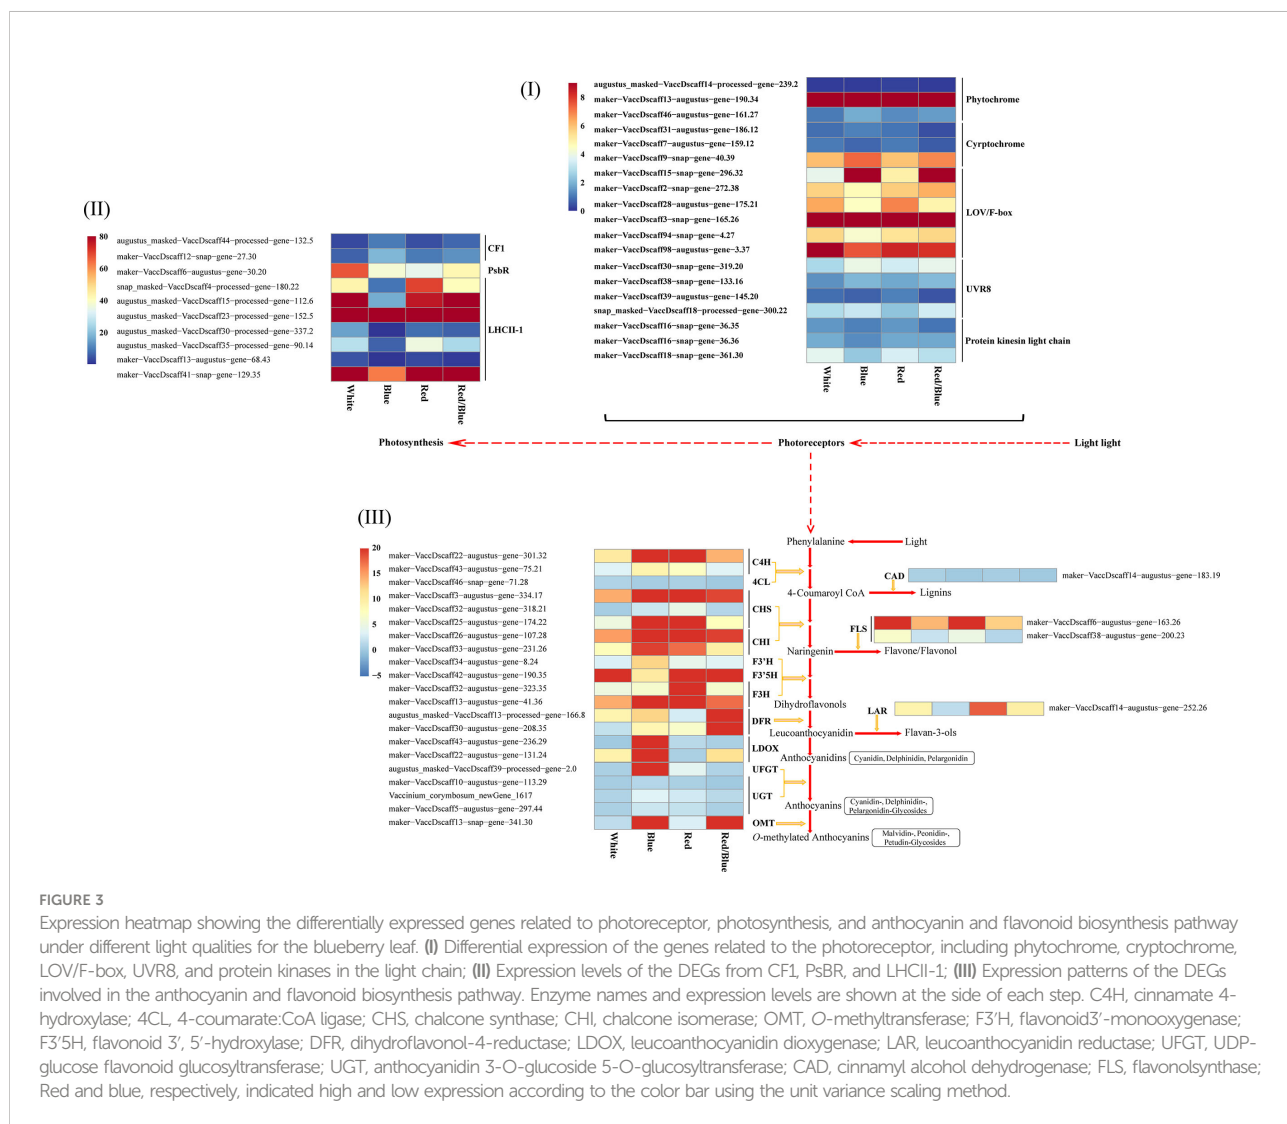 (I)
8
6
4
2
0
augustus_masked−VaccDscaff14−processed−gene−239.2
maker−VaccDscaff13−augustus−gene−190.34
maker−VaccDscaff46−augustus−gene−161.27
maker−VaccDscaff31−augustus−gene−186.12
maker−VaccDscaff7−augustus−gene−159.12
maker−VaccDscaff9−snap−gene−40.39
maker−VaccDscaff15−snap−gene−296.32
maker−VaccDscaff2−snap−gene−272.38
maker−VaccDscaff28−augustus−gene−175.21
maker−VaccDscaff3−snap−gene−165.26
maker−VaccDscaff94−snap−gene−4.27
maker−VaccDscaff98−augustus−gene−3.37
maker−VaccDscaff30−snap−gene−319.20
maker−VaccDscaff38−snap−gene−133.16
maker−VaccDscaff39−augustus−gene−145.20
snap_masked−VaccDscaff18−processed−gene−300.22
maker−VaccDscaff16−snap−gene−36.35
maker−VaccDscaff16−snap−gene−36.36
maker−VaccDscaff18−snap−gene−361.30
Phytochrome
Cyrptochrome
LOV/F-box
UVR8
Protein kinesin light chain
White
Blue
Red
Red/Blue
(II)
80
60
40
20
augustus_masked−VaccDscaff44−processed−gene−132.5
maker−VaccDscaff12−snap−gene−27.30
maker−VaccDscaff6−augustus−gene−30.20
snap_masked−VaccDscaff4−processed−gene−180.22
augustus_masked−VaccDscaff15−processed−gene−112.6
augustus_masked−VaccDscaff23−processed−gene−152.5
augustus_masked−VaccDscaff30−processed−gene−337.2
augustus_masked−VaccDscaff35−processed−gene−90.14
maker−VaccDscaff13−augustus−gene−68.43
maker−VaccDscaff41−snap−gene−129.35
CF1
PsbR
LHCII-1
White
Blue
Red
Red/Blue
Photosynthesis
Photoreceptors
Light light
(III)
20
15
10
5
0
−5
maker−VaccDscaff22−augustus−gene−301.32
maker−VaccDscaff43−augustus−gene−75.21
maker−VaccDscaff46−snap−gene−71.28
maker−VaccDscaff3−augustus−gene−334.17
maker−VaccDscaff32−augustus−gene−318.21
maker−VaccDscaff25−augustus−gene−174.22
maker−VaccDscaff26−augustus−gene−107.28
maker−VaccDscaff33−augustus−gene−231.26
maker−VaccDscaff34−augustus−gene−8.24
maker−VaccDscaff42−augustus−gene−190.35
maker−VaccDscaff32−augustus−gene−323.35
maker−VaccDscaff13−augustus−gene−41.36
augustus_masked−VaccDscaff13−processed−gene−166.8
maker−VaccDscaff30−augustus−gene−208.35
maker−VaccDscaff43−augustus−gene−236.29
maker−VaccDscaff22−augustus−gene−131.24
augustus_masked−VaccDscaff39−processed−gene−2.0
maker−VaccDscaff10−augustus−gene−113.29
Vaccinium_corymbosum_newGene_1617
maker−VaccDscaff5−augustus−gene−297.44
maker−VaccDscaff13−snap−gene−341.30
White
Blue
Red
Red/Blue
C4H
4CL
CHS
CHI
F3'H
F3'5H
F3H
DFR
LDOX
UFGT
UGT
OMT
Phenylalanine
Light
4-Coumaroyl CoA
CAD
Lignins
maker−VaccDscaff14−augustus−gene−183.19
Naringenin
FLS
Flavone/Flavonol
maker−VaccDscaff6−augustus−gene−163.26
maker−VaccDscaff38−augustus−gene−200.23
Dihydroflavonols
LAR
maker−VaccDscaff14−augustus−gene−252.26
Leucoanthocyanidin
Flavan-3-ols
Anthocyanidins
Cyanidin, Delphinidin, Pelargonidin
Anthocyanins
Cyanidin-, Delphinidin-,
Pelargonidin-Glycosides
O-methylated Anthocyanins
Malvidin-, Peonidin-,
Petudin-Glycosides
FIGURE 3
Expression heatmap showing the differentially expressed genes related to photoreceptor, photosynthesis, and anthocyanin and flavonoid biosynthesis pathway
under different light qualities for the blueberry leaf. (I) Differential expression of the genes related to the photoreceptor, including phytochrome, cryptochrome,
LOV/F-box, UVR8, and protein kinases in the light chain; (II) Expression levels of the DEGs from CF1, PsBR, and LHCII-1; (III) Expression patterns of the DEGs
involved in the anthocyanin and flavonoid biosynthesis pathway. Enzyme names and expression levels are shown at the side of each step. C4H, cinnamate 4-
hydroxylase; 4CL, 4-coumarate:CoA ligase; CHS, chalcone synthase; CHI, chalcone isomerase; OMT, O-methyltransferase; F3′H, flavonoid3′-monooxygenase;
F3′5H, flavonoid 3′, 5′-hydroxylase; DFR, dihydroflavonol-4-reductase; LDOX, leucoanthocyanidin dioxygenase; LAR, leucoanthocyanidin reductase; UFGT, UDP-
glucose flavonoid glucosyltransferase; UGT, anthocyanidin 3-O-glucoside 5-O-glucosyltransferase; CAD, cinnamyl alcohol dehydrogenase; FLS, flavonolsynthase;
Red and blue, respectively, indicated high and low expression according to the color bar using the unit variance scaling method.